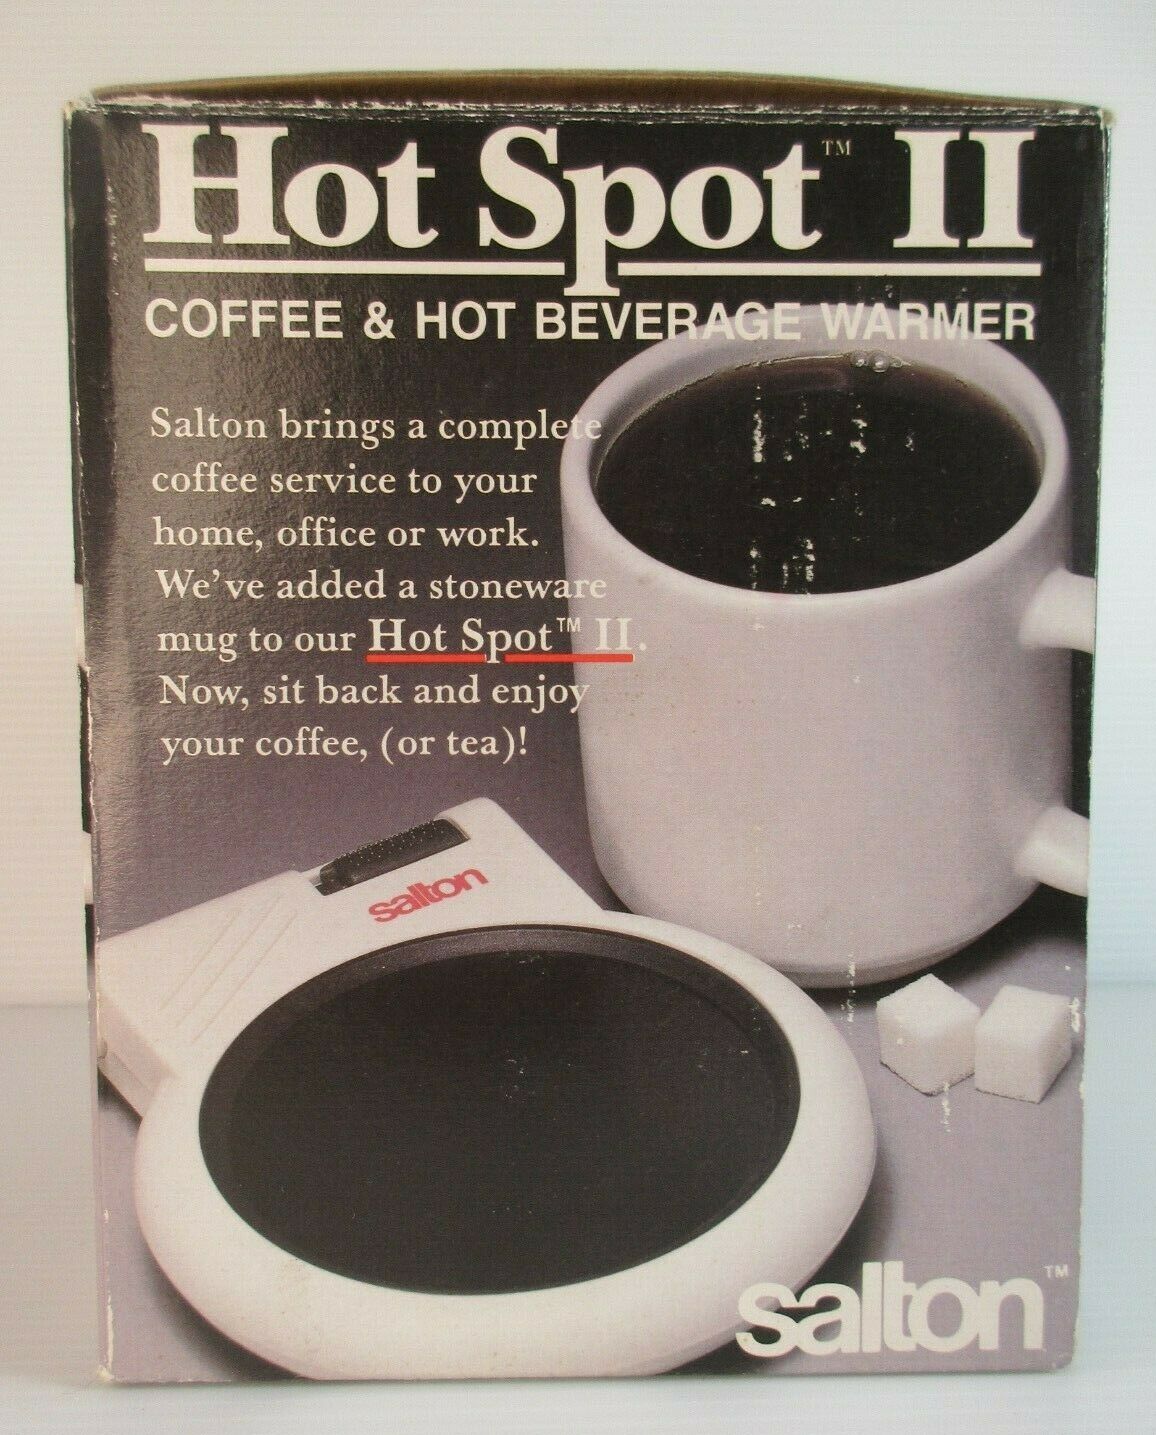 Hot Spot™ II
COFFEE & HOT BEVERAGE WARMER
Salton brings a complete
coffee service to your
home, office or work.
We've added a stoneware
mug to our Hot Spot™ II.
Now, sit back and enjoy
your coffee, (or tea)!
salton
salton™